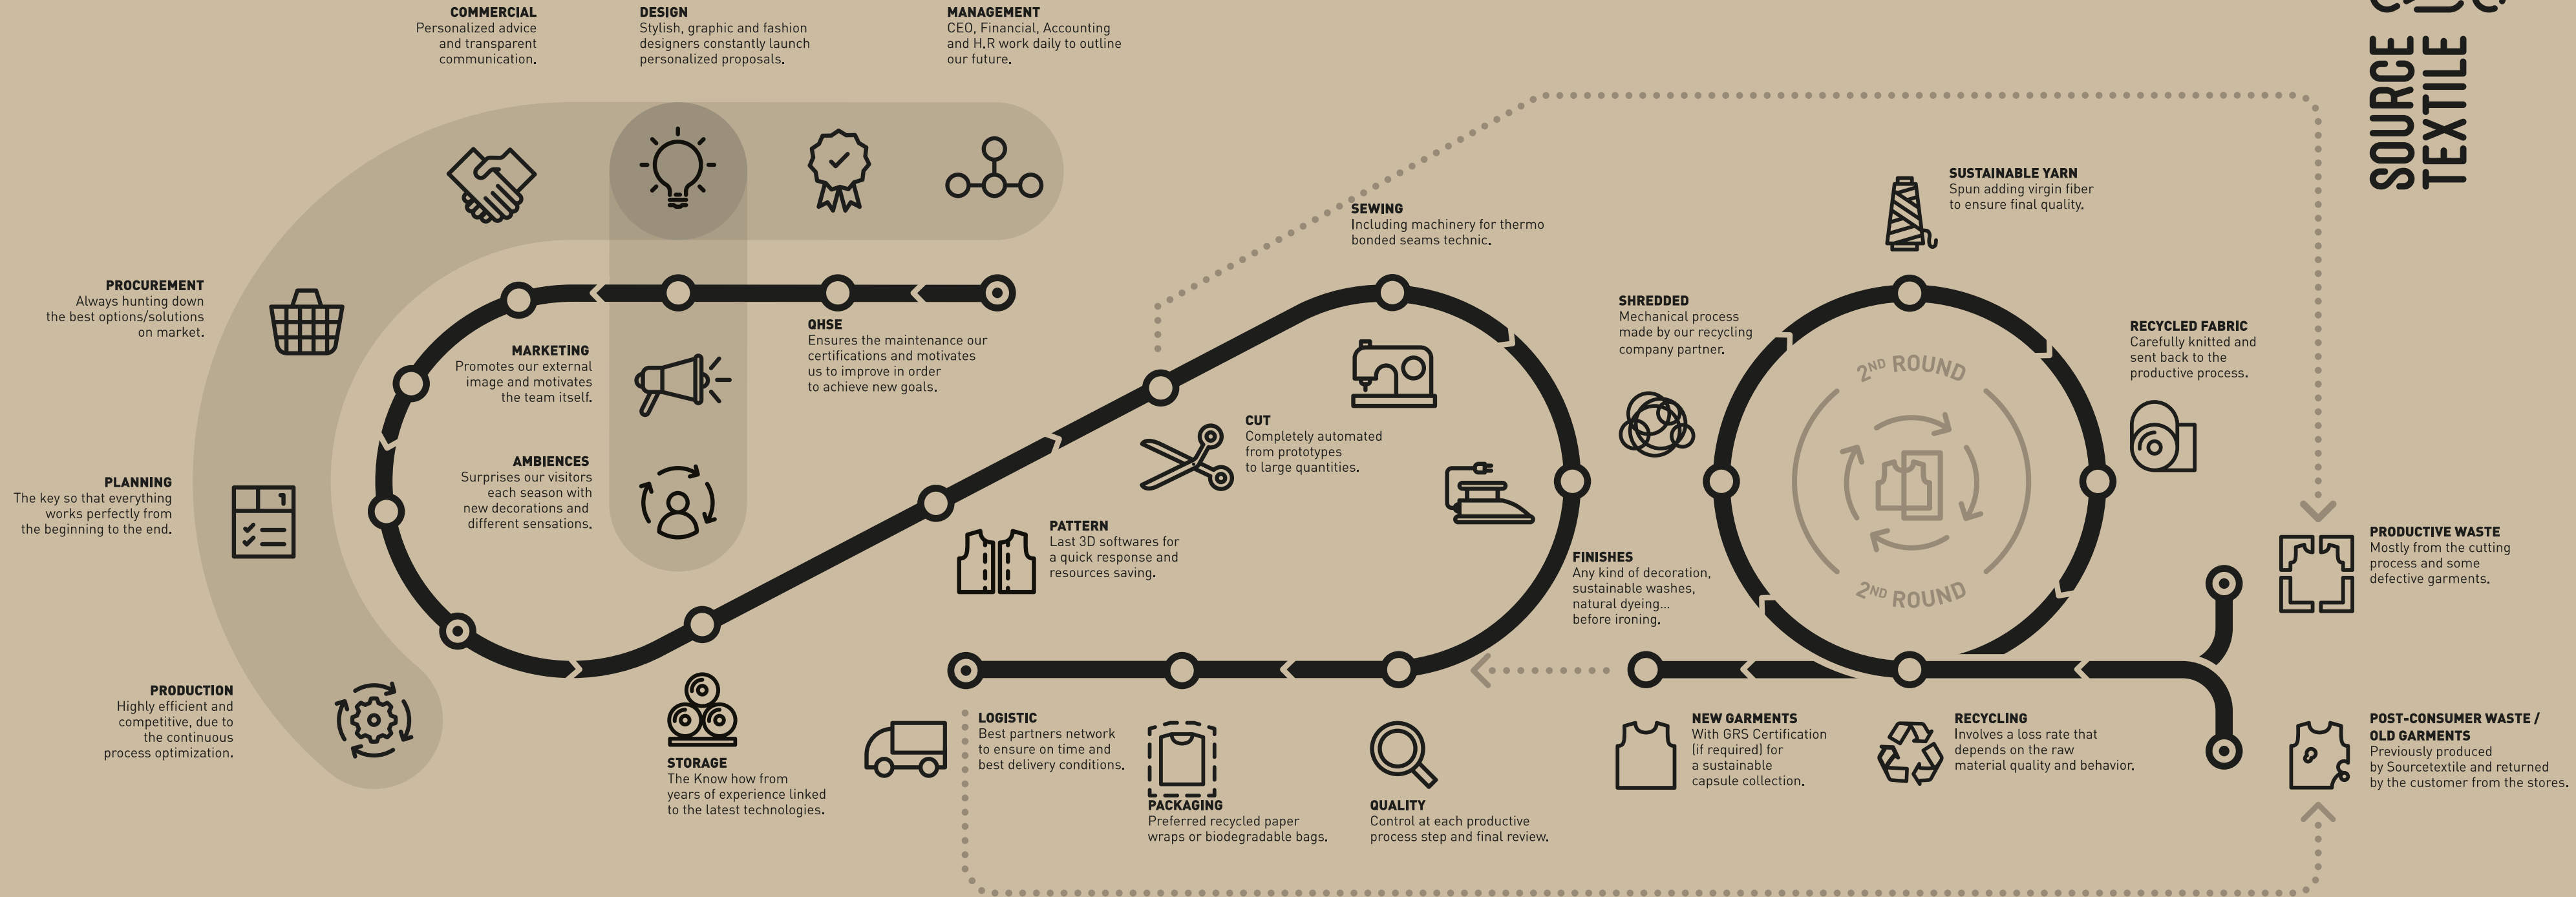 COMMERCIAL
Personalized advice
and transparent
communication.
DESIGN
Stylish, graphic and fashion
designers constantly launch
personalized proposals.
MANAGEMENT
CEO, Financial, Accounting
and H.R work daily to outline
our future.
SOURCE
TEXTILE
PROCUREMENT
Always hunting down
the best options/solutions
on market.
MARKETING
Promotes our external
image and motivates
the team itself.
QHSE
Ensures the maintenance our
certifications and motivates
us to improve in order
to achieve new goals.
AMBIENCES
Surprises our visitors
each season with
new decorations and
different sensations.
PLANNING
The key so that everything
works perfectly from
the beginning to the end.
1
PRODUCTION
Highly efficient and
competitive, due to
the continuous
process optimization.
STORAGE
The Know how from
years of experience linked
to the latest technologies.
PATTERN
Last 3D softwares for
a quick response and
resources saving.
CUT
Completely automated
from prototypes
to large quantities.
SEWING
Including machinery for thermo
bonded seams technic.
FINISHES
Any kind of decoration,
sustainable washes,
natural dyeing...
before ironing.
QUALITY
Control at each productive
process step and final review.
PACKAGING
Preferred recycled paper
wraps or biodegradable bags.
LOGISTIC
Best partners network
to ensure on time and
best delivery conditions.
SHREDDED
Mechanical process
made by our recycling
company partner.
SUSTAINABLE YARN
Spun adding virgin fiber
to ensure final quality.
RECYCLED FABRIC
Carefully knitted and
sent back to the
productive process.
2ND ROUND
2ND ROUND
NEW GARMENTS
With GRS Certification
(if required) for
a sustainable
capsule collection.
RECYCLING
Involves a loss rate that
depends on the raw
material quality and behavior.
PRODUCTIVE WASTE
Mostly from the cutting
process and some
defective garments.
POST-CONSUMER WASTE /
OLD GARMENTS
Previously produced
by Sourcetextile and returned
by the customer from the stores.